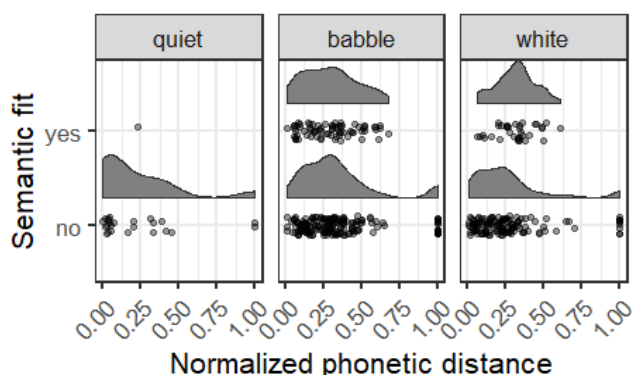 quiet babble white
Semantic fit
yes
no
0.00 0.25 0.50 0.75 1.00 0.00 0.25 0.50 0.75 1.00 0.00 0.25 0.50 0.75 1.00
Normalized phonetic distance